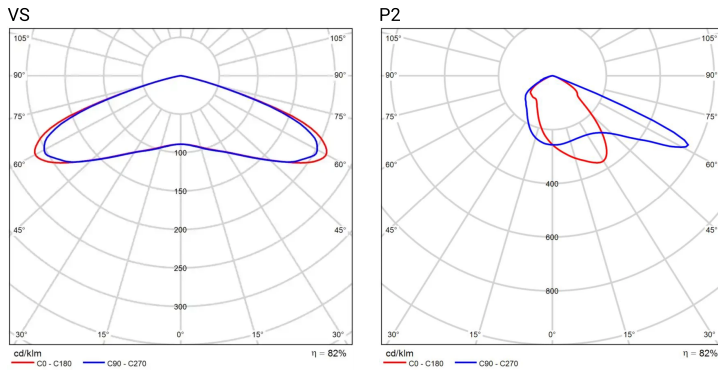 VS
P2
105° 105°
105° 105°
90° 90°
90° 90°
75° 75°
75° 75°
60° 60°
60° 60°
45° 45°
45° 45°
100
150
200
250
300
400
600
800
30° 15° 0° 15° 30°
30° 15° 0° 15° 30°
cd/klm η = 82%
C0 - C180 C90 - C270
cd/klm η = 82%
C0 - C180 C90 - C270